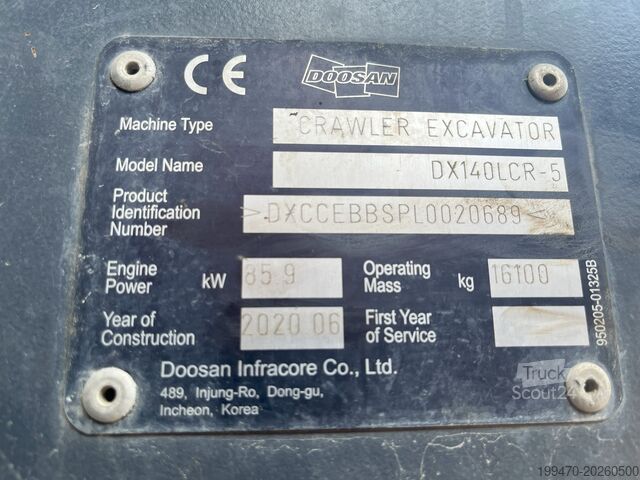 CE DOOSAN
Machine Type CRAWLER EXCAVATOR
Model Name DX140LCR-5
Product
Identification >DXCCEBBSPL0020689<
Number
Engine Power kW 85.9 Operating Mass kg 16100
Year of Construction 2020 06 First Year of Service
950205-01325B
Doosan Infracore Co., Ltd.
489, Injung-Ro, Dong-gu,
Incheon, Korea
Truck
Scout24
199470-20260500